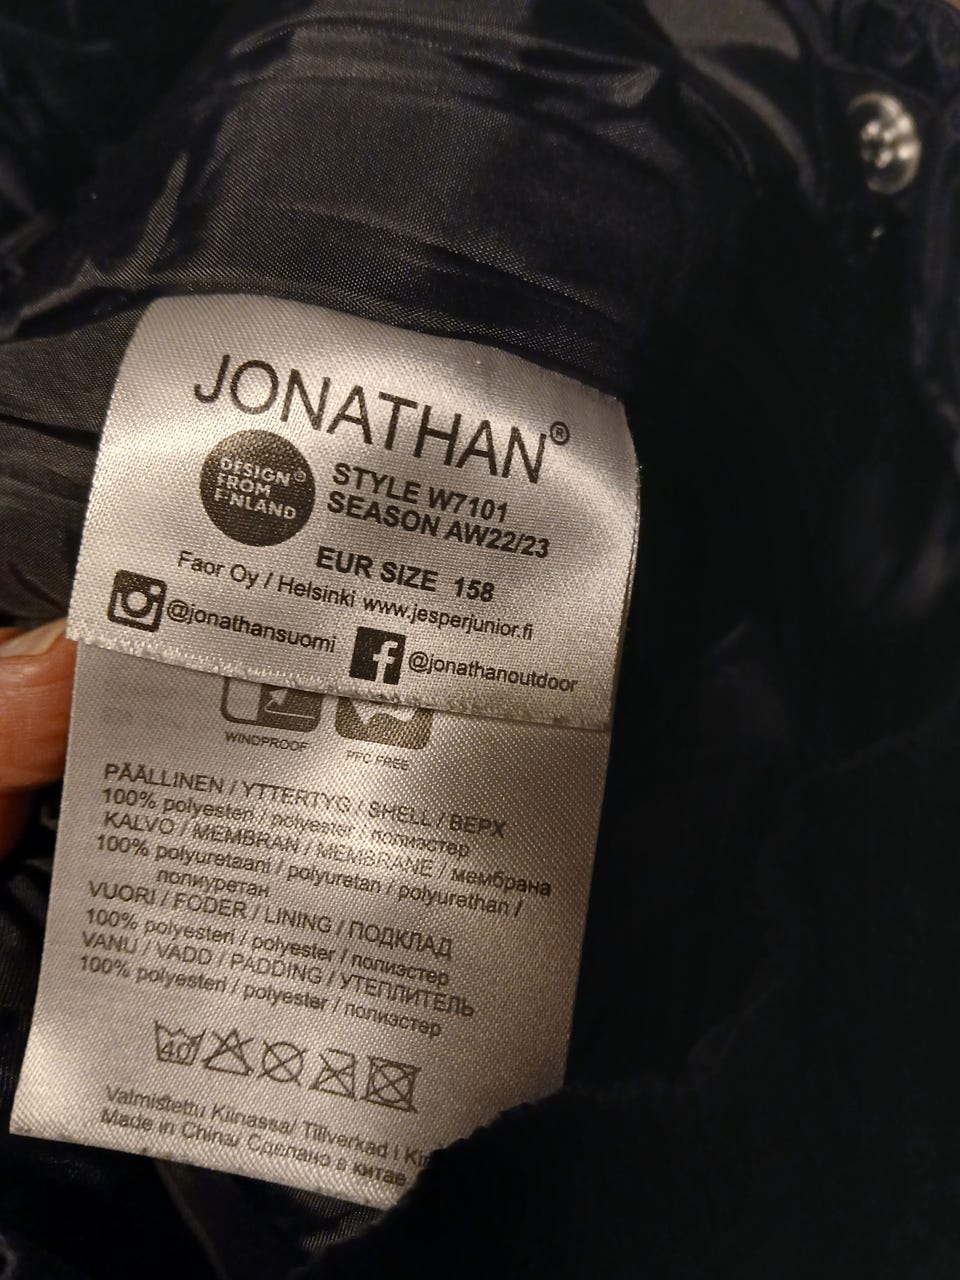 JONATHAN®
DESIGN®
FROM
FINLAND
STYLE W7101
SEASON AW22/23
EUR SIZE 158
Faor Oy / Helsinki www.jesperjunior.fi
@jonathansuomi
@jonathanoutdoor
WINDPROOF
PFC FREE
PÄÄLLINEN / YTTERTYG / SHELL / ВЕРХ
100% polyesteri / polyester / полиэстер
KALVO / MEMBRAN / MEMBRANE / мембрана
100% polyuretaani / polyuretan / polyurethan /
полиуретан
VUORI / FODER / LINING / ПОДКЛАД
100% polyesteri / polyester / полиэстер
VANU / VADD / PADDING / УТЕПЛИТЕЛЬ
100% polyesteri / polyester / полиэстер
40
Valmistettu Kiinassa/ Tillverkad i Ki
Made in China/ Сделано в китае